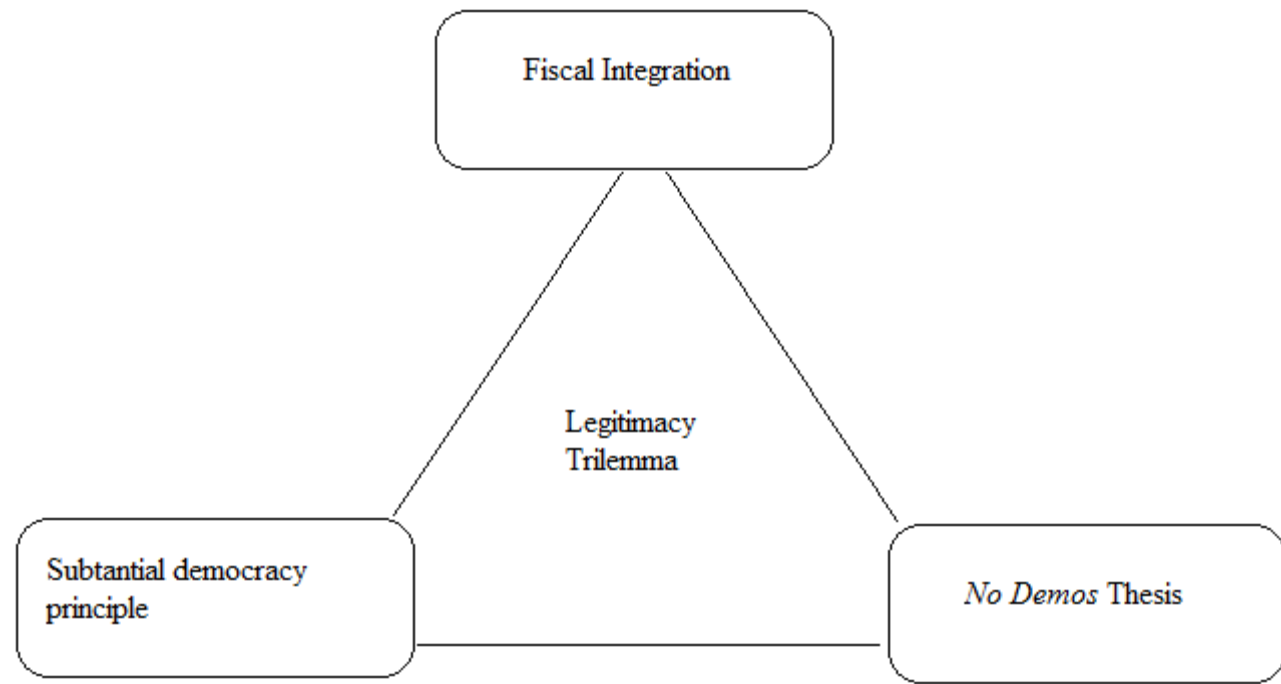 Fiscal Integration
Legitimacy
Trilemma
Subtantial democracy
principle
No Demos Thesis